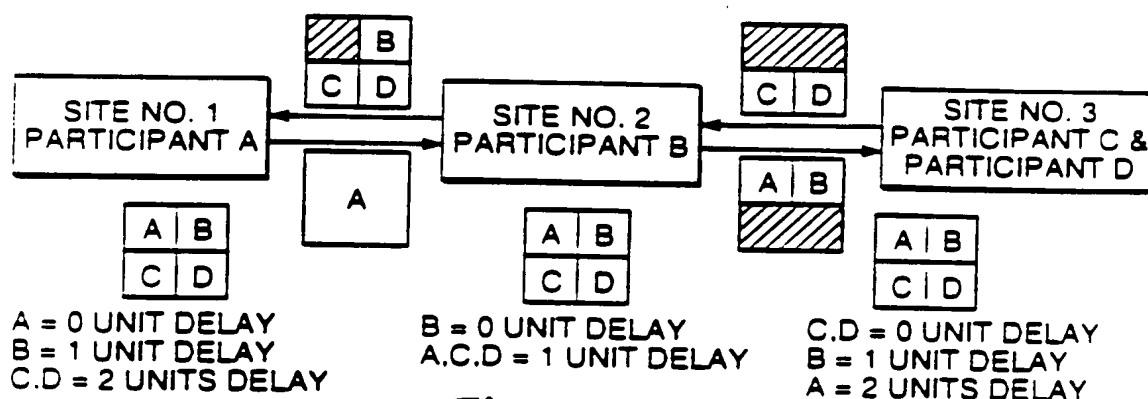 B
C D
C D
SITE NO. 1
PARTICIPANT A
SITE NO. 2
PARTICIPANT B
SITE NO. 3
PARTICIPANT C &
PARTICIPANT D
A
A B
A B
C D
A B
C D
A B
C D
A = 0 UNIT DELAY
B = 1 UNIT DELAY
C.D = 2 UNITS DELAY
B = 0 UNIT DELAY
A.C.D = 1 UNIT DELAY
C.D = 0 UNIT DELAY
B = 1 UNIT DELAY
A = 2 UNITS DELAY